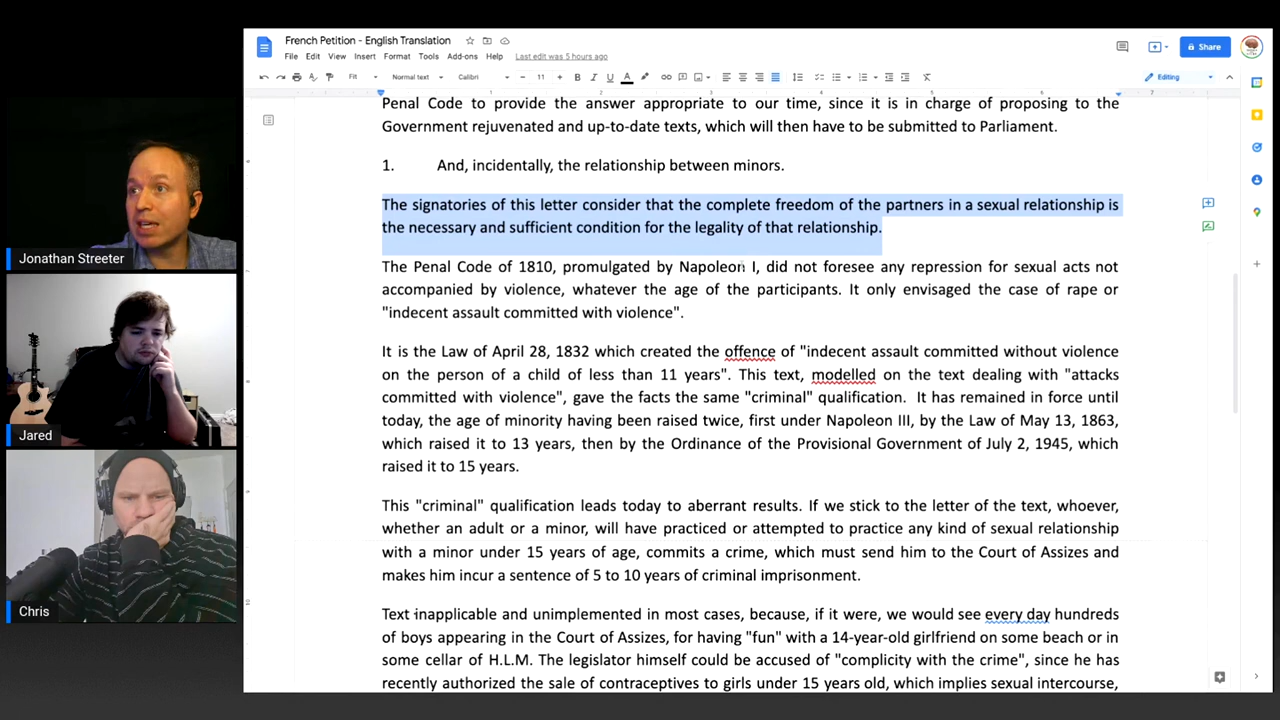 French Petition - English Translation
File Edit View Insert Format Tools Add-ons Help Last edit was 5 hours ago
Share
Fit Normal text Calibri 11 Editing
Penal Code to provide the answer appropriate to our time, since it is in charge of proposing to the
Government rejuvenated and up-to-date texts, which will then have to be submitted to Parliament.
1. And, incidentally, the relationship between minors.
The signatories of this letter consider that the complete freedom of the partners in a sexual relationship is
the necessary and sufficient condition for the legality of that relationship.
The Penal Code of 1810, promulgated by Napoleon I, did not foresee any repression for sexual acts not
accompanied by violence, whatever the age of the participants. It only envisaged the case of rape or
"indecent assault committed with violence".
It is the Law of April 28, 1832 which created the offence of "indecent assault committed without violence
on the person of a child of less than 11 years". This text, modelled on the text dealing with "attacks
committed with violence", gave the facts the same "criminal" qualification. It has remained in force until
today, the age of minority having been raised twice, first under Napoleon III, by the Law of May 13, 1863,
which raised it to 13 years, then by the Ordinance of the Provisional Government of July 2, 1945, which
raised it to 15 years.
This "criminal" qualification leads today to aberrant results. If we stick to the letter of the text, whoever,
whether an adult or a minor, will have practiced or attempted to practice any kind of sexual relationship
with a minor under 15 years of age, commits a crime, which must send him to the Court of Assizes and
makes him incur a sentence of 5 to 10 years of criminal imprisonment.
Text inapplicable and unimplemented in most cases, because, if it were, we would see every day hundreds
of boys appearing in the Court of Assizes, for having "fun" with a 14-year-old girlfriend on some beach or in
some cellar of H.L.M. The legislator himself could be accused of "complicity with the crime", since he has
recently authorized the sale of contraceptives to girls under 15 years old, which implies sexual intercourse,
Jonathan Streeter
Jared
Chris